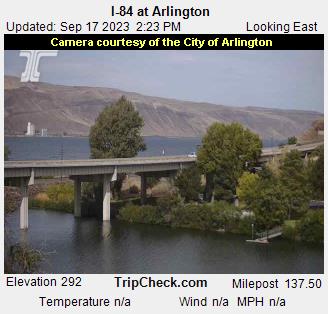 I-84 at Arlington
Updated: Sep 17 2023 2:23 PM Looking East
Camera courtesy of the City of Arlington
Elevation 292 TripCheck.com Milepost 137.50
Temperature n/a Wind n/a MPH n/a